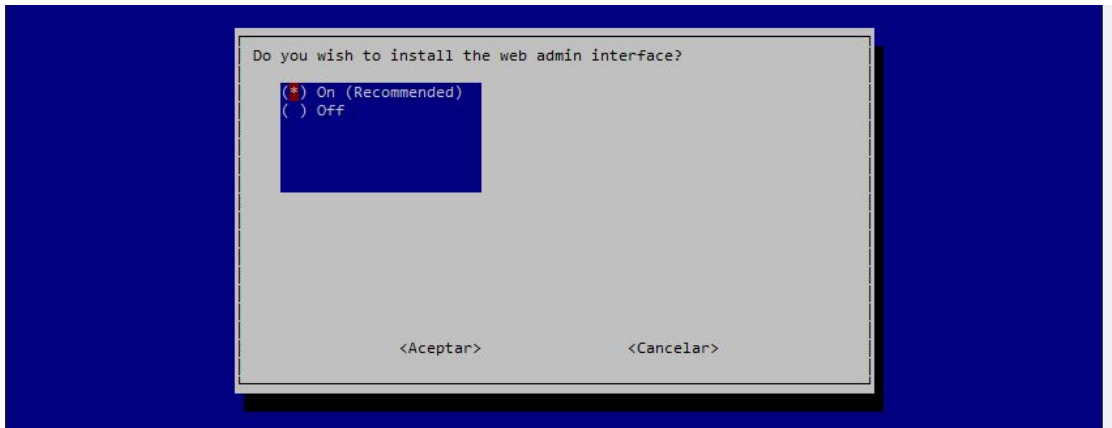 Do you wish to install the web admin interface?
(*) On (Recommended)
( ) Off
<Aceptar> <Cancelar>